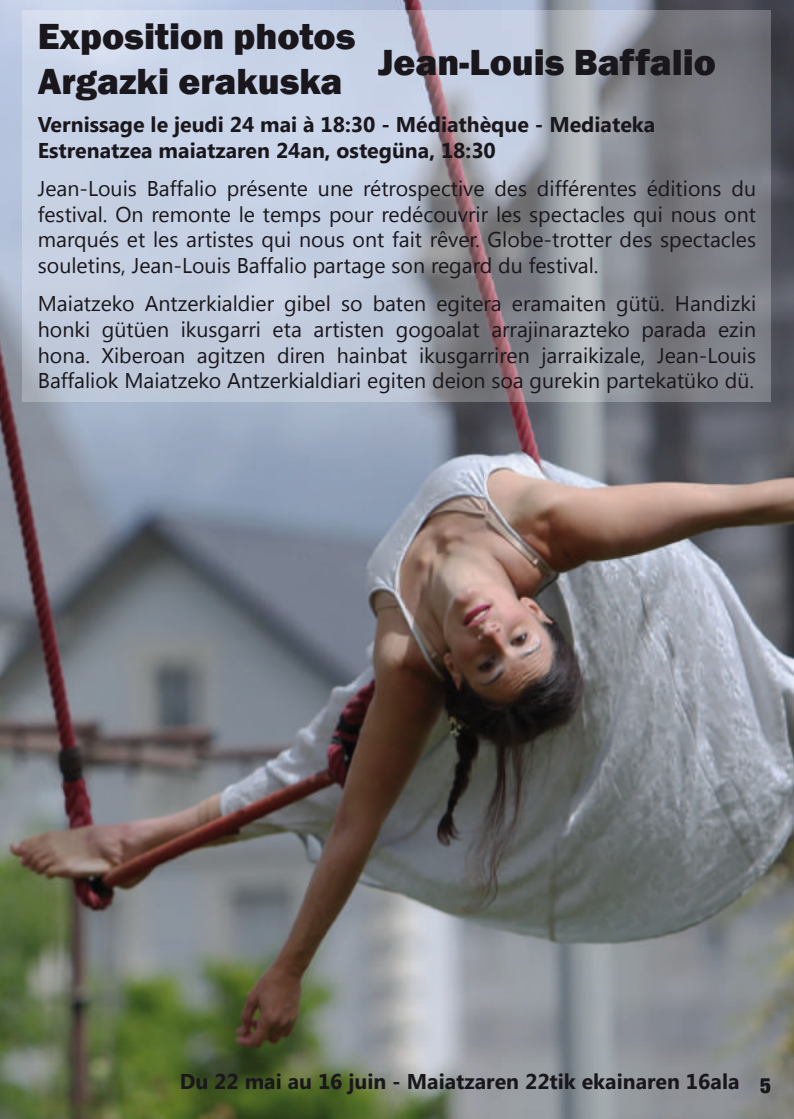 Exposition photos
Argazki erakuska
Jean-Louis Baffalio
Vernissage le jeudi 24 mai à 18:30 - Médiathèque - Mediateka
Estrenatzea maiatzaren 24an, ostegüna, 18:30
Jean-Louis Baffalio présente une rétrospective des différentes éditions du
festival. On remonte le temps pour redécouvrir les spectacles qui nous ont
marqués et les artistes qui nous ont fait rêver. Globe-trotter des spectacles
souletins, Jean-Louis Baffalio partage son regard du festival.
Maiatzeko Antzerkialdier gibel so baten egitera eramaiten gütü. Handizki
honki gütüen ikusgarri eta artisten gogoalat arrajinarazteko parada ezin
hona. Xiberoan agitzen diren hainbat ikusgarriren jarraikizale, Jean-Louis
Baffaliok Maiatzeko Antzerkialdiari egiten deion soa gurekin partekatüko dü.
Du 22 mai au 16 juin - Maiatzaren 22tik ekainaren 16ala 5